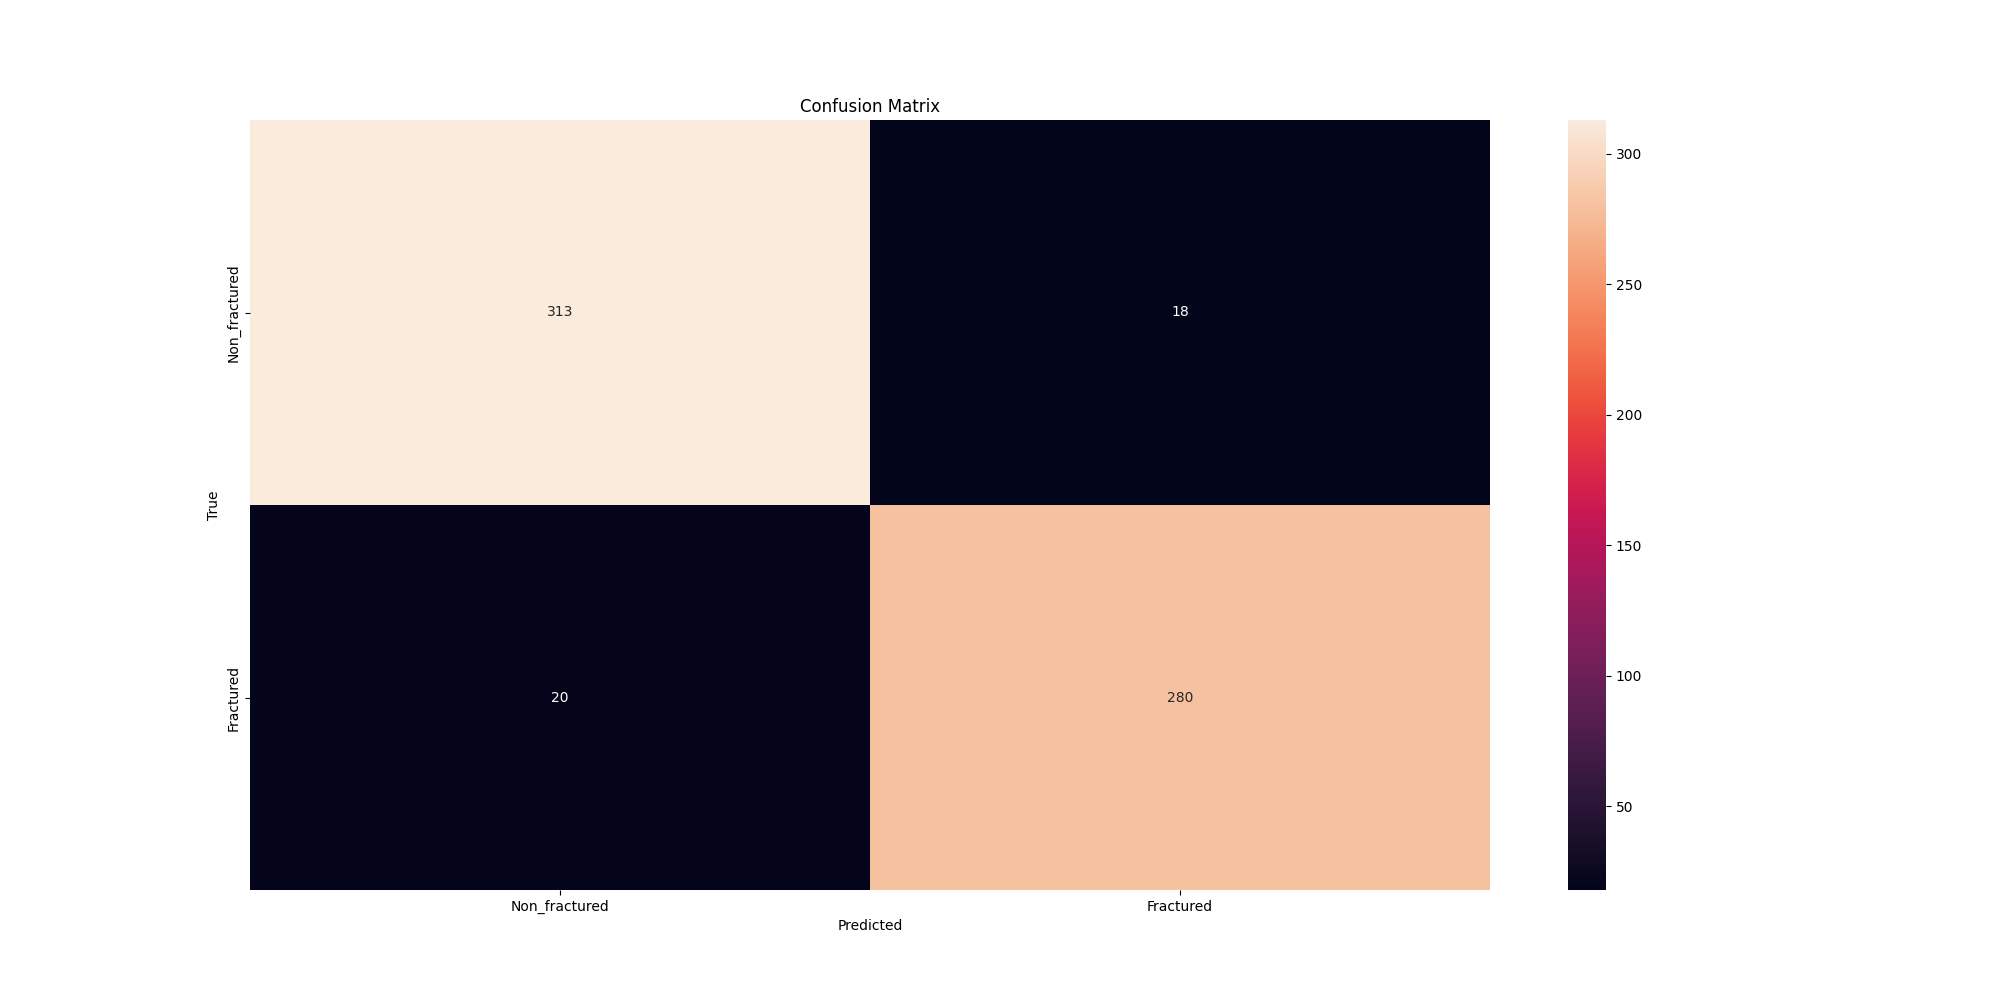 Confusion Matrix
Non_fractured
313
18
Fractured
20
280
True
Non_fractured
Fractured
Predicted
300
250
200
150
100
50